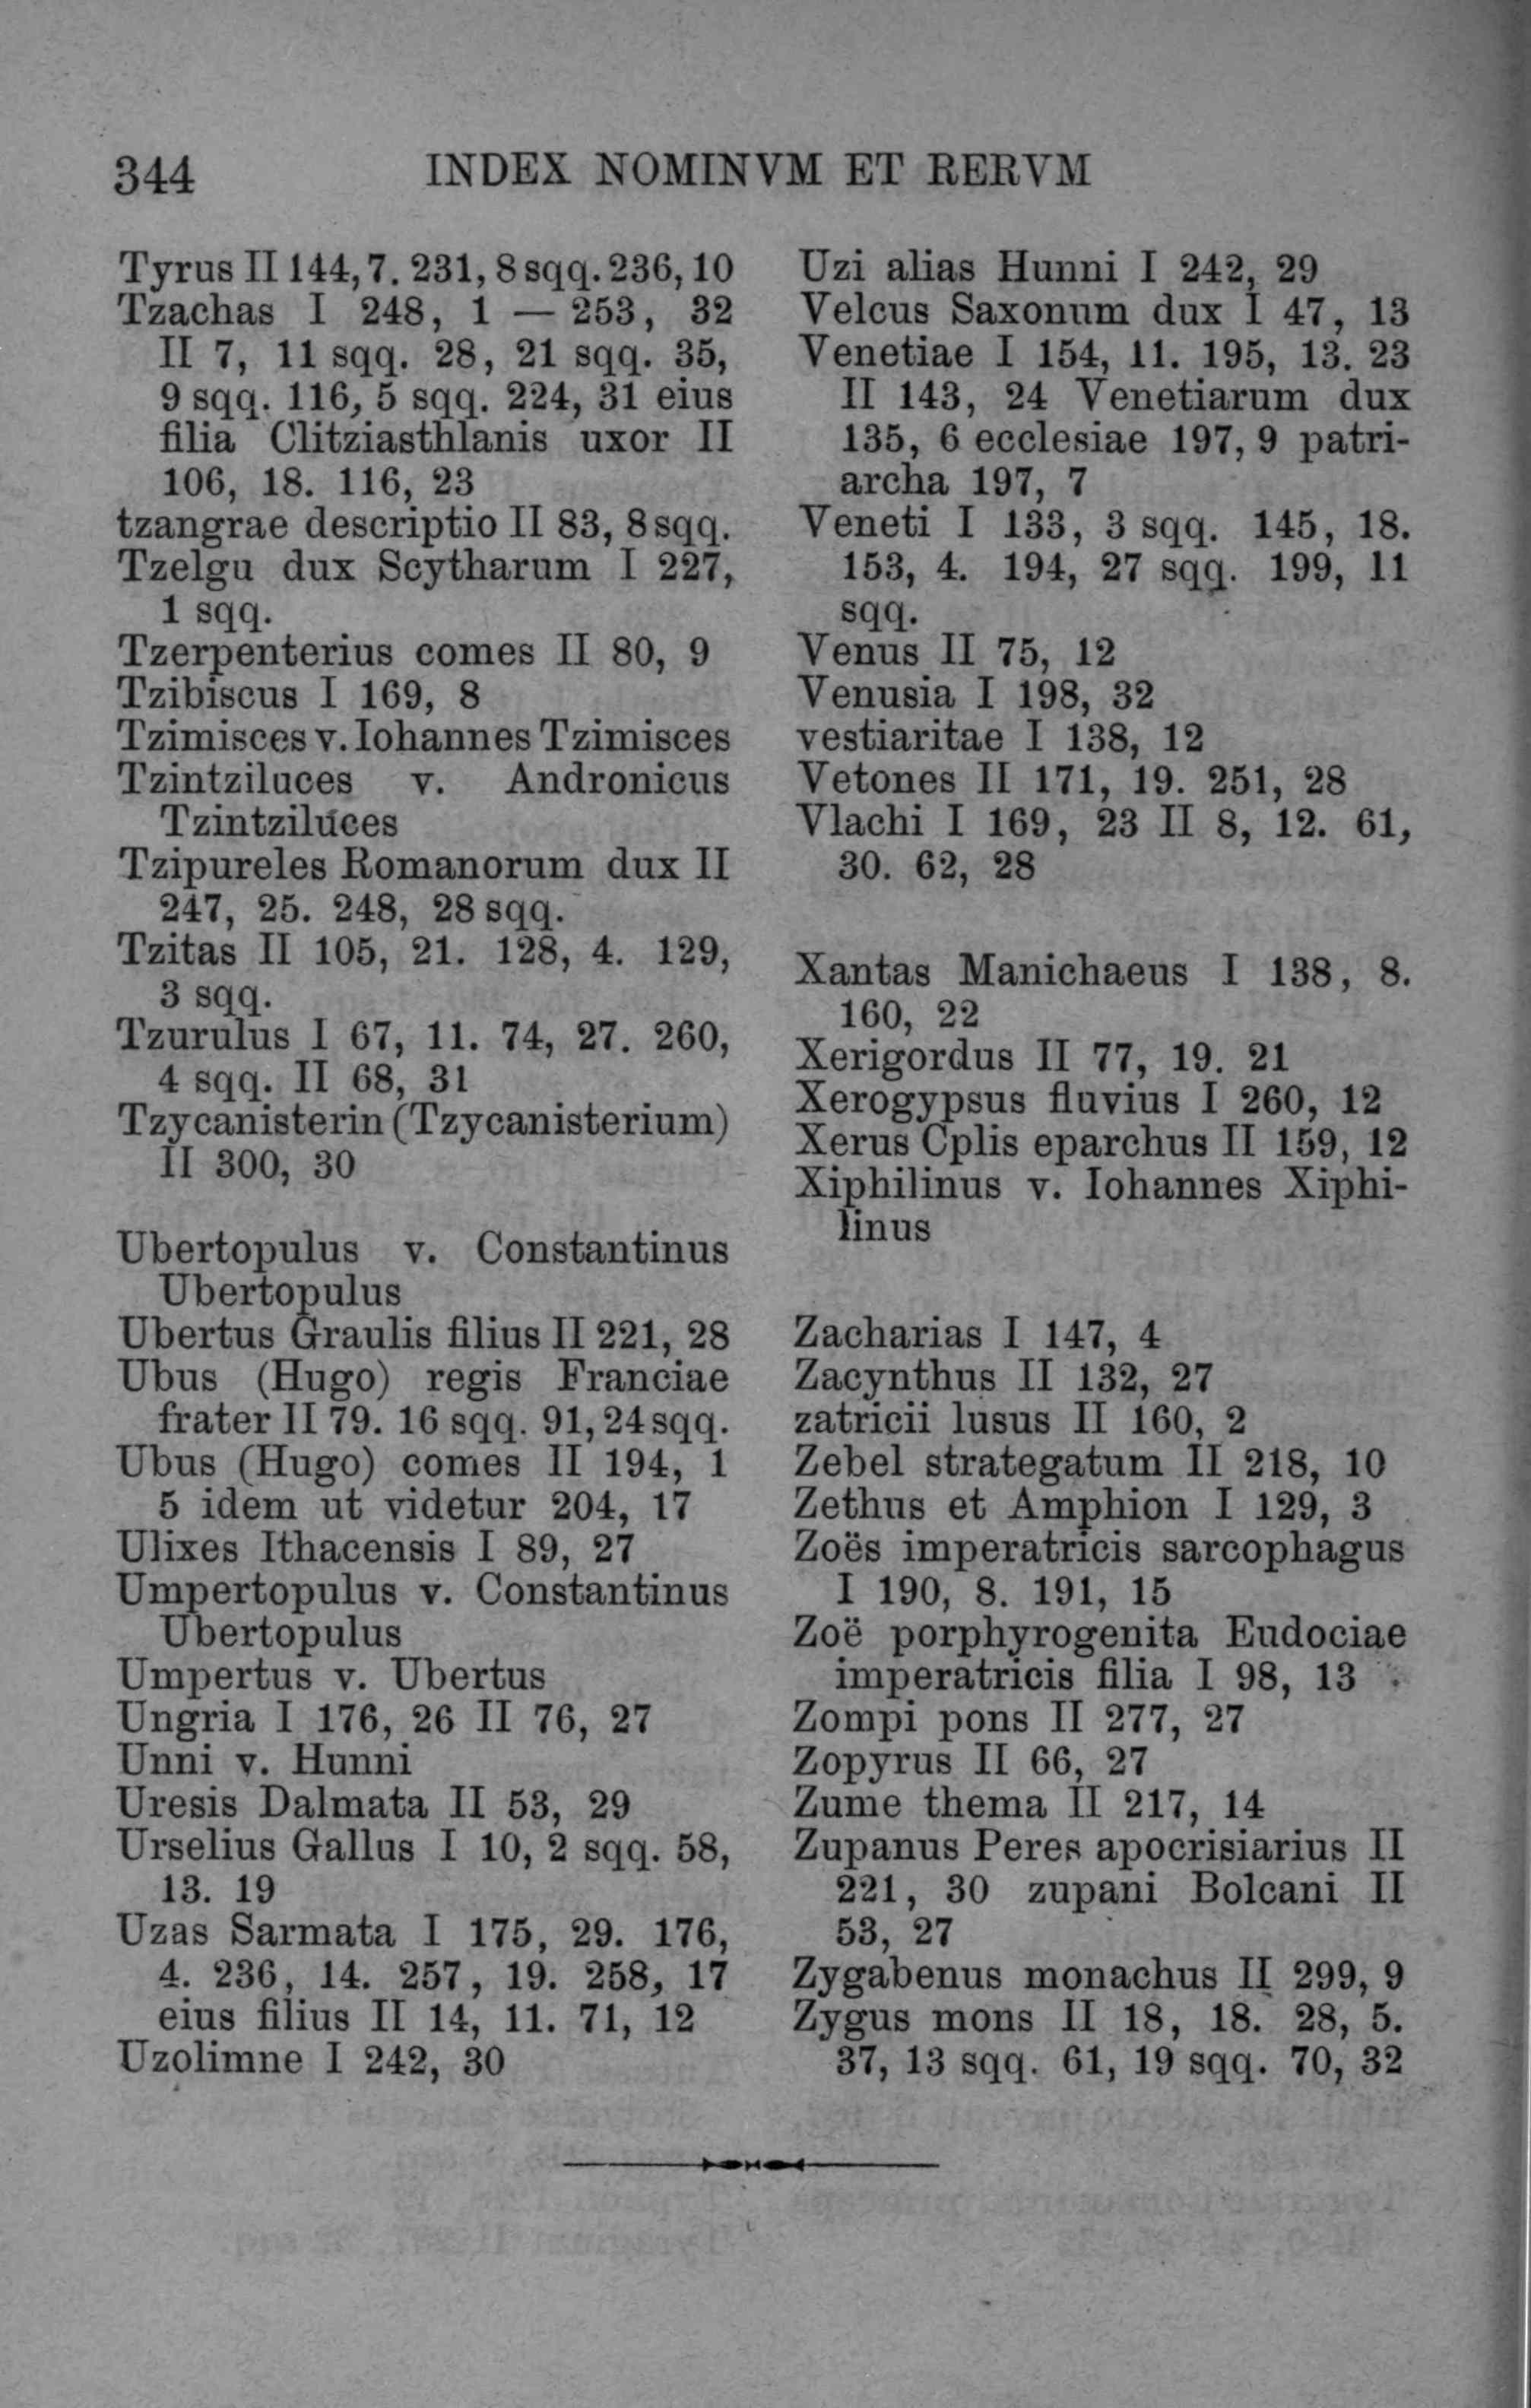 344 INDEX NOMINVM ET RERVM
Tyrus II 144, 7. 231, 8 sqq. 236, 10
Tzachas I 248, 1 — 253, 32
II 7, 11 sqq. 28, 21 sqq. 35,
9 sqq. 116, 5 sqq. 224, 31 eius
filia Clitziasthlanis uxor II
106, 18. 116, 23
tzangrae descriptio II 83, 8 sqq.
Tzelgu dux Scytharum I 227,
1 sqq.
Tzerpenterius comes II 80, 9
Tzibiscus I 169, 8
Tzimisces v. Iohannes Tzimisces
Tzintziluces v. Andronicus
Tzintziluces
Tzipureles Romanorum dux II
247, 25. 248, 28 sqq.
Tzitas II 105, 21. 128, 4. 129,
3 sqq.
Tzurulus I 67, 11. 74, 27. 260,
4 sqq. II 68, 31
Tzycanisterin (Tzycanisterium)
II 300, 30
Ubertopulus v. Constantinus
Ubertopulus
Ubertus Graulis filius II 221, 28
Ubus (Hugo) regis Franciae
frater II 79. 16 sqq. 91, 24 sqq.
Ubus (Hugo) comes II 194, 1
5 idem ut videtur 204, 17
Ulixes Ithacensis I 89, 27
Umpertopulus v. Constantinus
Ubertopulus
Umpertus v. Ubertus
Ungria I 176, 26 II 76, 27
Unni v. Hunni
Uresis Dalmata II 53, 29
Urselius Gallus I 10, 2 sqq. 58,
13. 19
Uzas Sarmata I 175, 29. 176,
4. 236, 14. 257, 19. 258, 17
eius filius II 14, 11. 71, 12
Uzolimne I 242, 30
Uzi alias Hunni I 242, 29
Velcus Saxonum dux I 47, 13
Venetiae I 154, 11. 195, 13. 23
II 143, 24 Venetiarum dux
135, 6 ecclesiae 197, 9 patri-
archa 197, 7
Veneti I 133, 3 sqq. 145, 18.
153, 4. 194, 27 sqq. 199, 11
sqq.
Venus II 75, 12
Venusia I 198, 32
vestiaritae I 138, 12
Vetones II 171, 19. 251, 28
Vlachi I 169, 23 II 8, 12. 61,
30. 62, 28
Xantas Manichaeus I 138, 8.
160, 22
Xerigordus II 77, 19. 21
Xerogypsus fluvius I 260, 12
Xerus Cplis eparchus II 159, 12
Xiphilinus v. Iohannes Xiphi-
linus
Zacharias I 147, 4
Zacynthus II 132, 27
zatricii lusus II 160, 2
Zebel strategatum II 218, 10
Zethus et Amphion I 129, 3
Zoës imperatricis sarcophagus
I 190, 8. 191, 15
Zoë porphyrogenita Eudociae
imperatricis filia I 98, 13
Zompi pons II 277, 27
Zopyrus II 66, 27
Zume thema II 217, 14
Zupanus Peres apocrisiarius II
221, 30 zupani Bolcani II
53, 27
Zygabenus monachus II 299, 9
Zygus mons II 18, 18. 28, 5.
37, 13 sqq. 61, 19 sqq. 70, 32